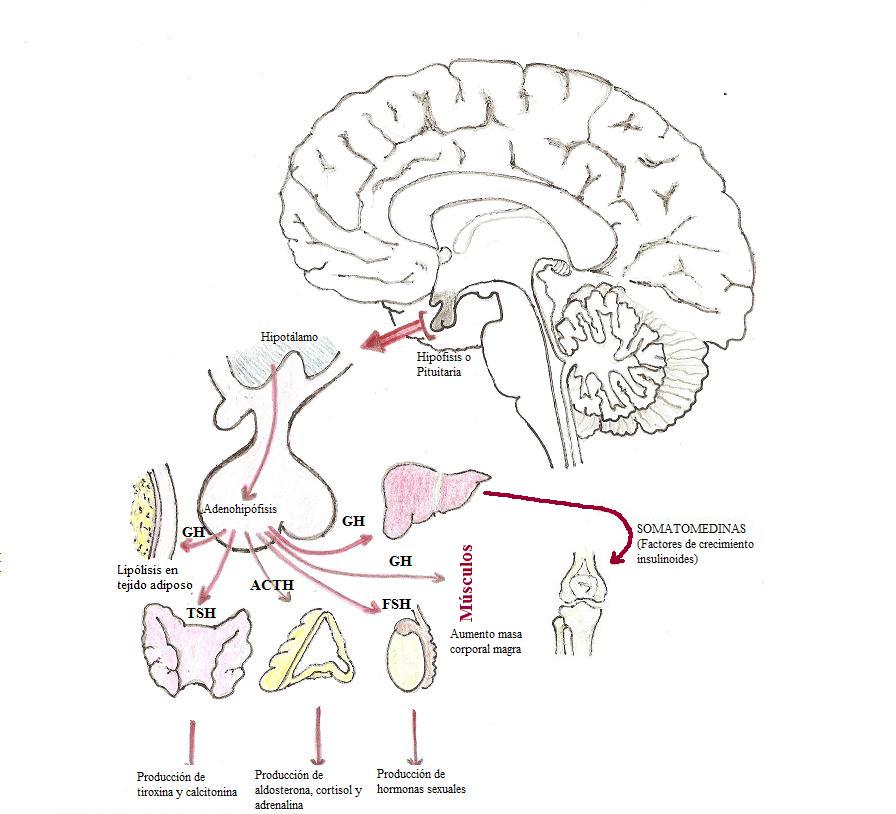 Hipotálamo
Hipófisis o
Pituitaria
Adenohipófisis
GH
GH
GH
Lipólisis en
tejido adiposo
ACTH
TSH
FSH
Músculos
Aumento masa
corporal magra
SOMATOMEDINAS
(Factores de crecimiento
insulinoides)
Producción de
tiroxina y calcitonina
Producción de
aldosterona, cortisol y
adrenalina
Producción de
hormonas sexuales